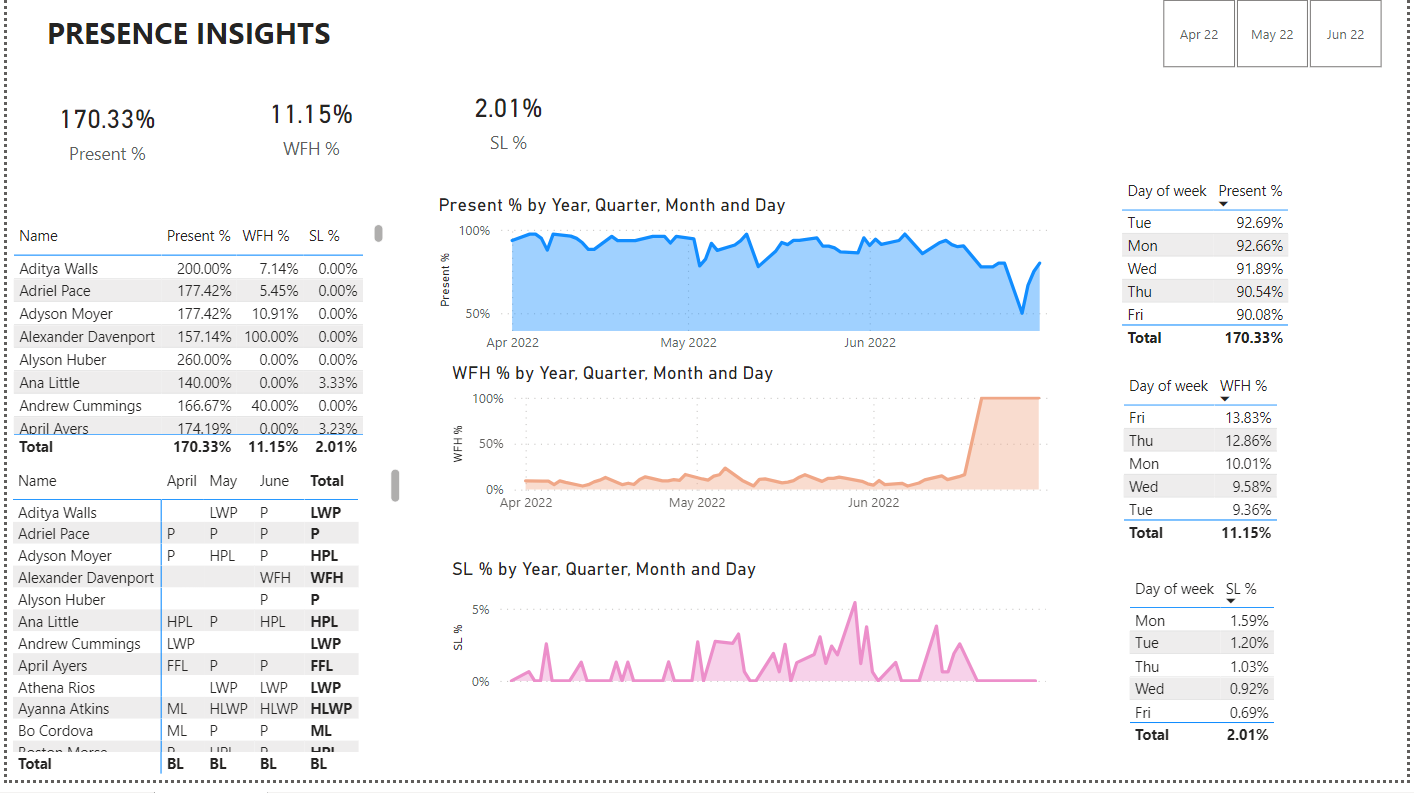 PRESENCE INSIGHTS
Apr 22 May 22 Jun 22
170.33%
Present %
11.15%
WFH %
2.01%
SL %
Name Present % WFH % SL %
Aditya Walls 200.00% 7.14% 0.00%
Adriel Pace 177.42% 5.45% 0.00%
Adyson Moyer 177.42% 10.91% 0.00%
Alexander Davenport 157.14% 100.00% 0.00%
Alyson Huber 260.00% 0.00% 0.00%
Ana Little 140.00% 0.00% 3.33%
Andrew Cummings 166.67% 40.00% 0.00%
April Ayers 174.19% 0.00% 3.23%
Total 170.33% 11.15% 2.01%
Name April May June Total
Aditya Walls LWP P LWP
Adriel Pace P P P P
Adyson Moyer P HPL P HPL
Alexander Davenport WFH WFH
Alyson Huber P P
Ana Little HPL P HPL HPL
Andrew Cummings LWP LWP
April Ayers FFL P P FFL
Athena Rios LWP LWP LWP
Ayanna Atkins ML HLWP HLWP HLWP
Bo Cordova ML P P ML
Boston Morse P HPL P HPL
Total BL BL BL BL
Present % by Year, Quarter, Month and Day
Present %
100%
50%
Apr 2022 May 2022 Jun 2022
WFH % by Year, Quarter, Month and Day
WFH %
100%
50%
0%
Apr 2022 May 2022 Jun 2022
SL % by Year, Quarter, Month and Day
SL %
5%
0%
Day of week Present %
Tue 92.69%
Mon 92.66%
Wed 91.89%
Thu 90.54%
Fri 90.08%
Total 170.33%
Day of week WFH %
Fri 13.83%
Thu 12.86%
Mon 10.01%
Wed 9.58%
Tue 9.36%
Total 11.15%
Day of week SL %
Mon 1.59%
Tue 1.20%
Thu 1.03%
Wed 0.92%
Fri 0.69%
Total 2.01%